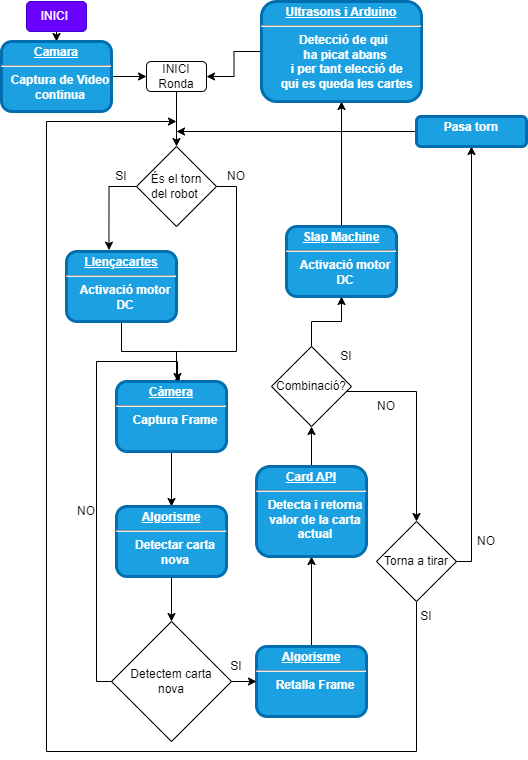 INICI
Camara
Captura de Video
continua
INICI
Ronda
Ultrasons i Arduino
Detecció de qui
ha picat abans
i per tant elecció de
qui es queda les cartes
Pasa torn
SI
És el torn
del robot
NO
Llençacartes
Activació motor
DC
Slap Machine
Activació motor
DC
SI
Combinació?
NO
Càmera
Captura Frame
NO
Algorisme
Detectar carta
nova
Card API
Detecta i retorna
valor de la carta
actual
Torna a tirar
NO
SI
Detectem carta
nova
SI
Algorisme
Retalla Frame